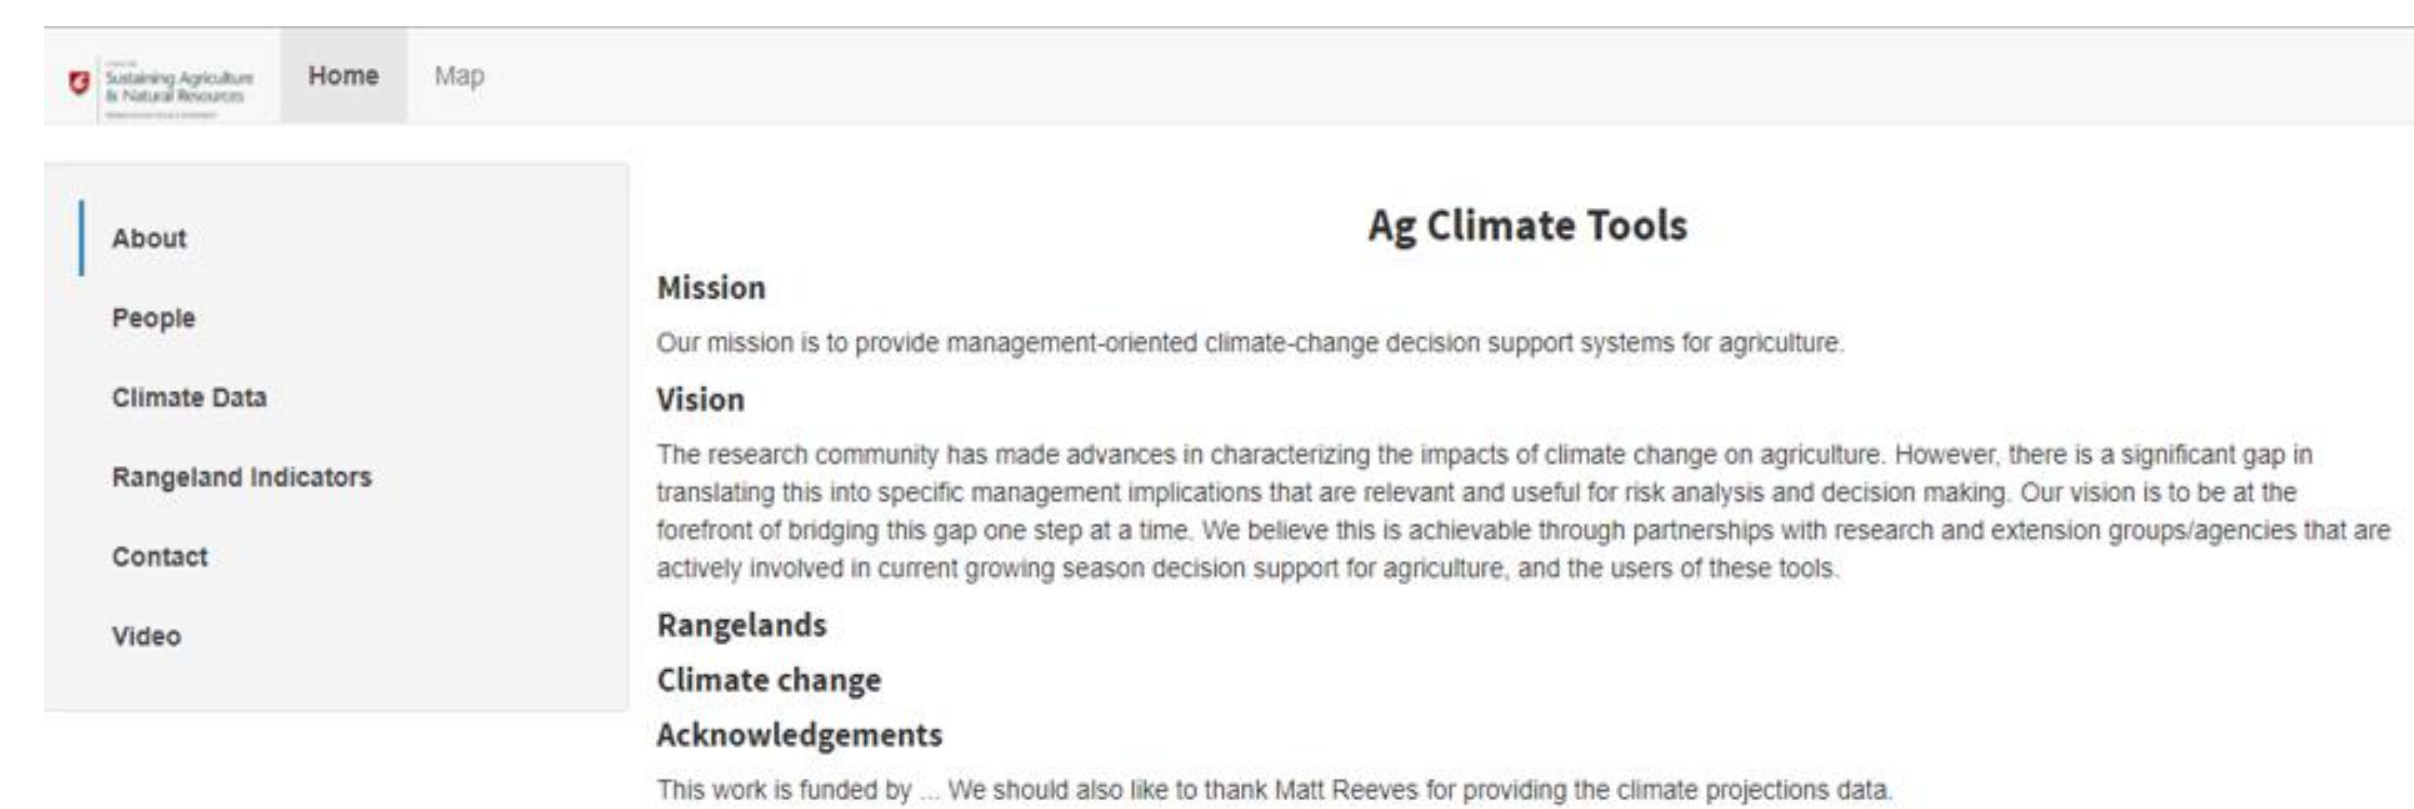 Sustaining Agriculture
& Natural Resources
Home
Map
About
People
Climate Data
Rangeland Indicators
Contact
Video
Ag Climate Tools
Mission
Our mission is to provide management-oriented climate-change decision support systems for agriculture.
Vision
The research community has made advances in characterizing the impacts of climate change on agriculture. However, there is a significant gap in
translating this into specific management implications that are relevant and useful for risk analysis and decision making. Our vision is to be at the
forefront of bridging this gap one step at a time. We believe this is achievable through partnerships with research and extension groups/agencies that are
actively involved in current growing season decision support for agriculture, and the users of these tools.
Rangelands
Climate change
Acknowledgements
This work is funded by ... We should also like to thank Matt Reeves for providing the climate projections data.